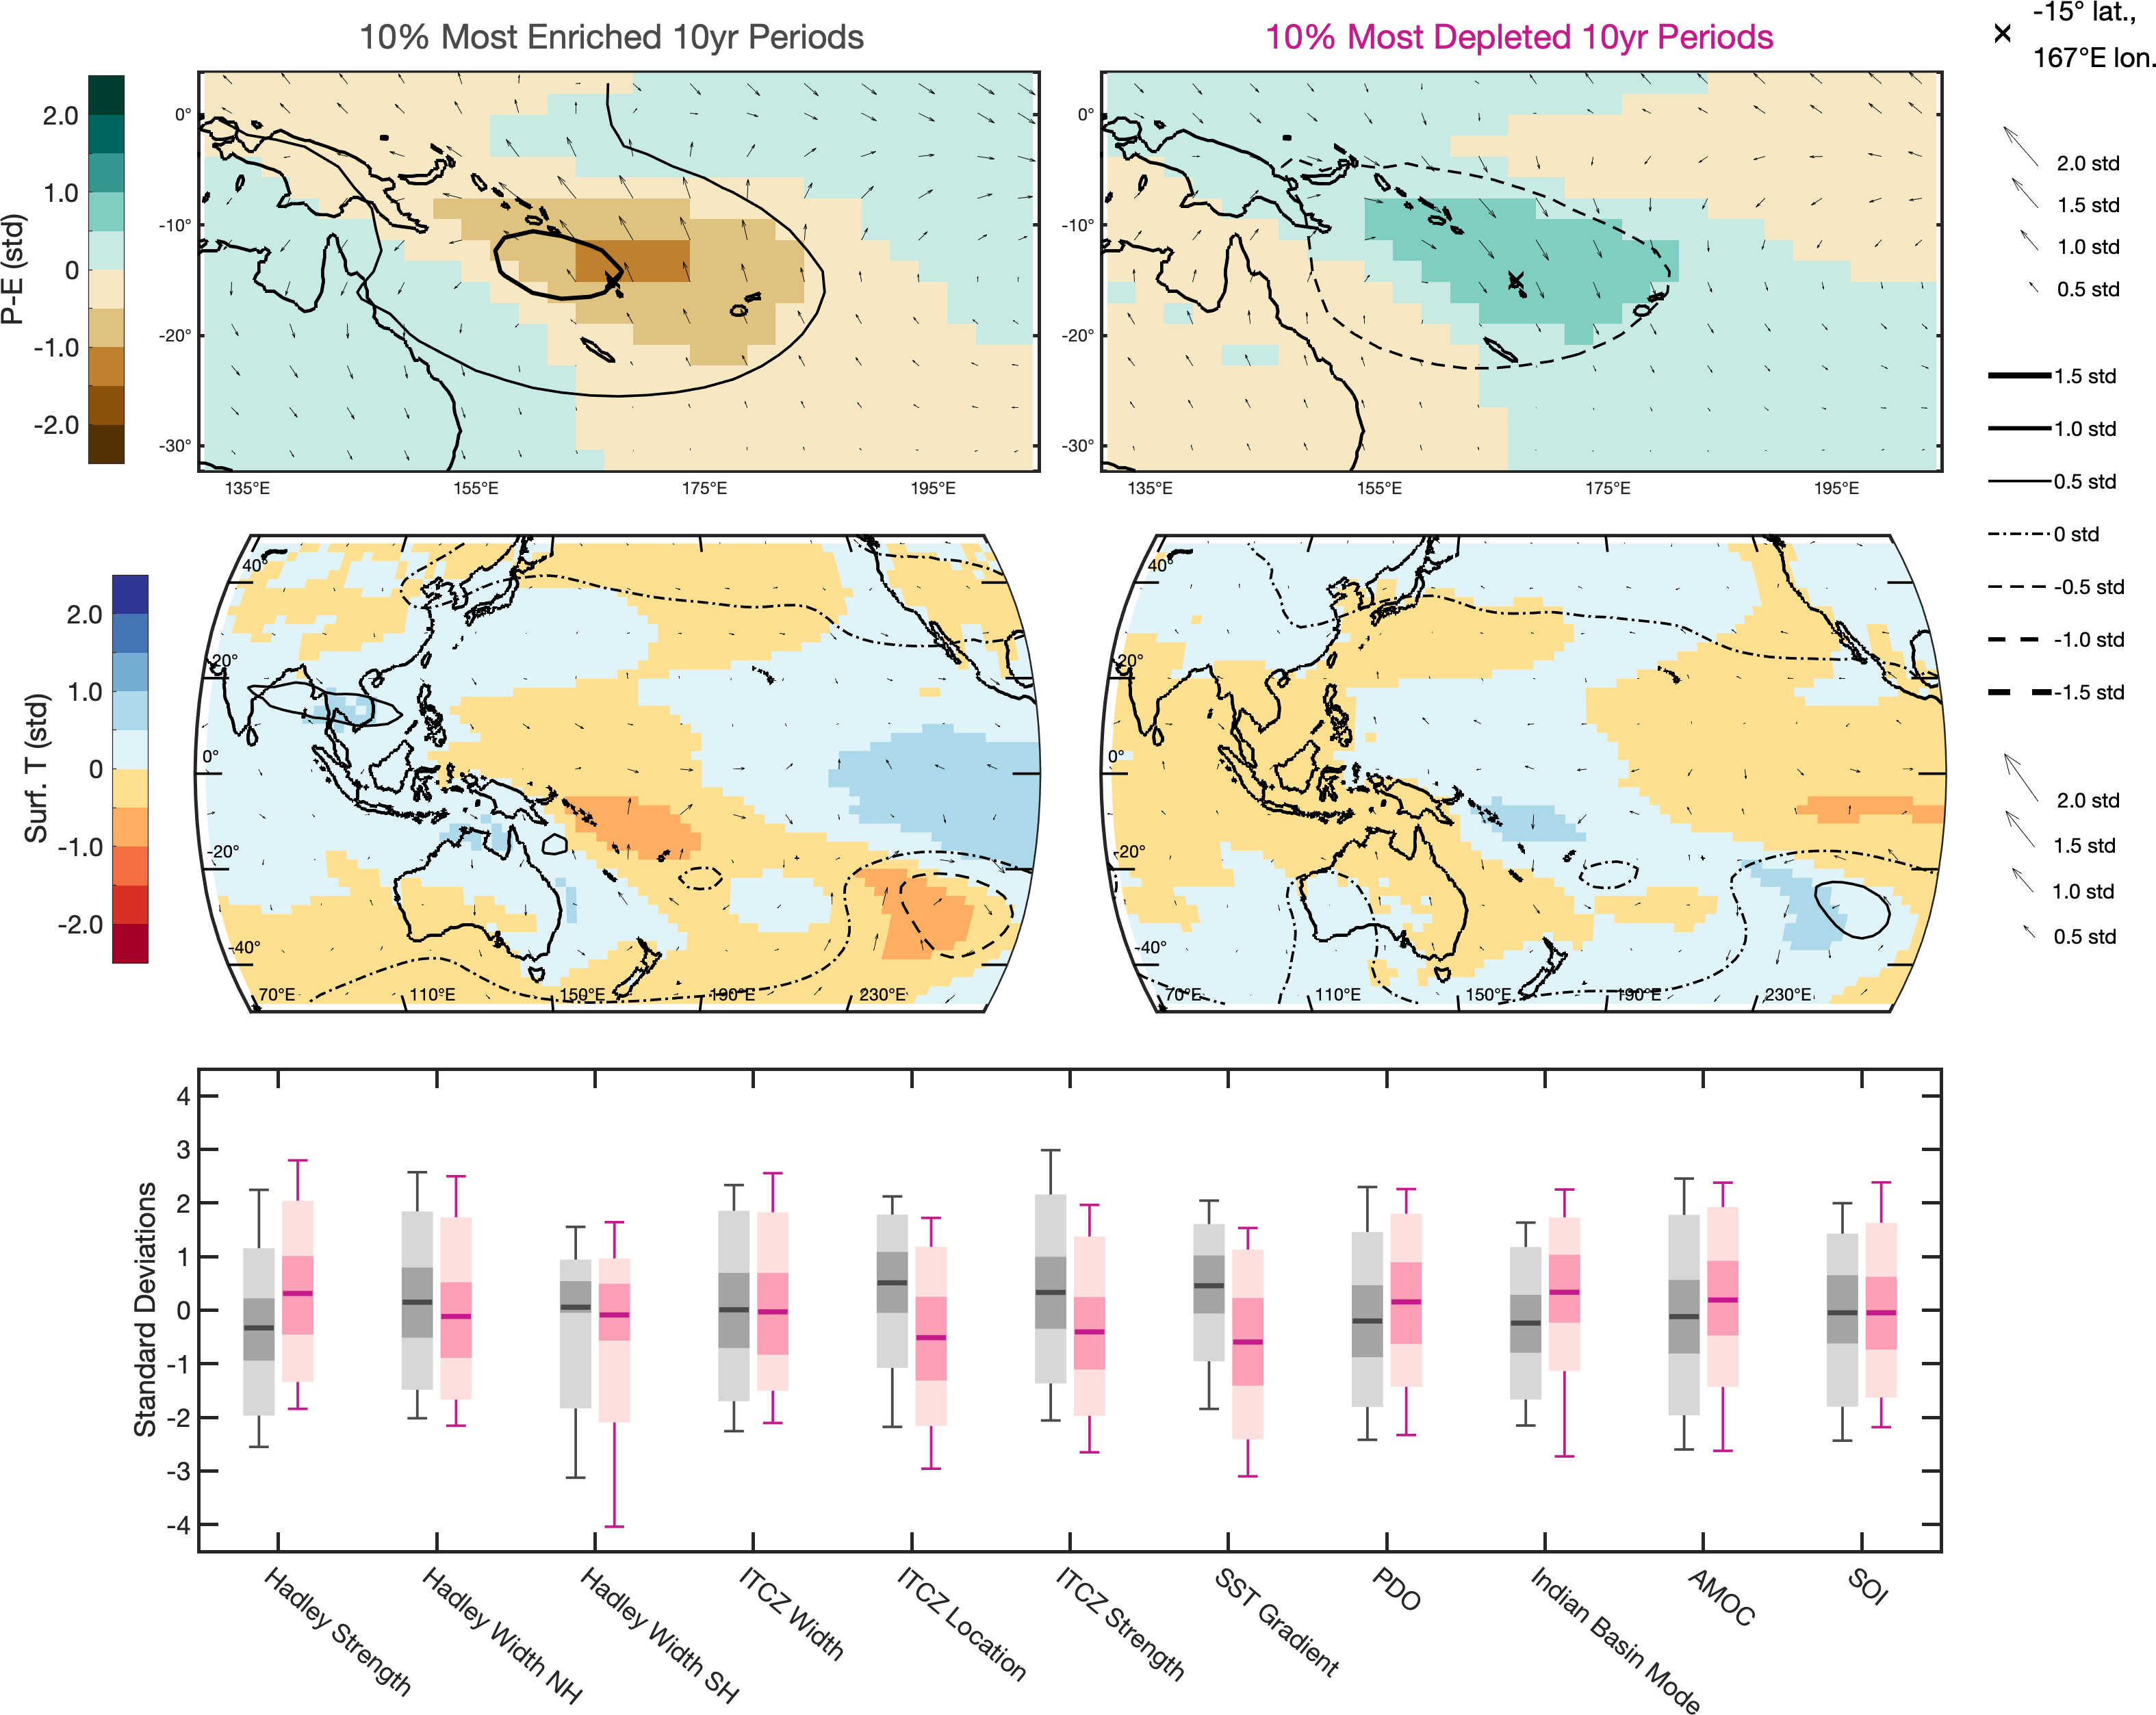 10% Most Enriched 10yr Periods
10% Most Depleted 10yr Periods
-15° lat.,
167°E lon.
P-E (std)
2.0
1.0
0
-1.0
-2.0
0°
-10°
-20°
-30°
135°E
155°E
175°E
195°E
0°
-10°
-20°
-30°
135°E
155°E
175°E
195°E
2.0 std
1.5 std
1.0 std
0.5 std
1.5 std
1.0 std
0.5 std
0 std
-0.5 std
-1.0 std
-1.5 std
2.0 std
1.5 std
1.0 std
0.5 std
Surf. T (std)
2.0
1.0
0
-1.0
-2.0
40°
20°
0°
-20°
-40°
70°E
110°E
150°E
190°E
230°E
40°
20°
0°
-20°
-40°
70°E
110°E
150°E
190°E
230°E
Standard Deviations
4
3
2
1
0
-1
-2
-3
-4
Hadley Strength
Hadley Width NH
Hadley Width SH
ITCZ Width
ITCZ Location
ITCZ Strength
SST Gradient
PDO
Indian Basin Mode
AMOC
SOI